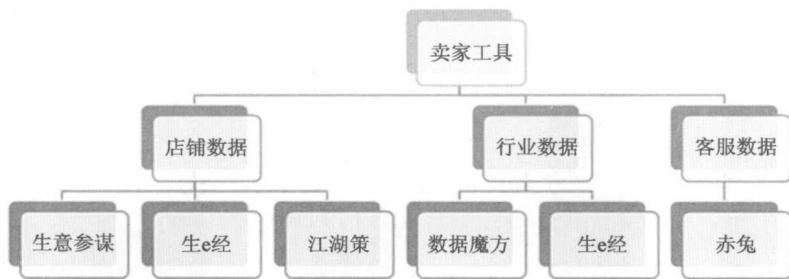 卖家工具
店铺数据 行业数据 客服数据
生意参谋 生e经 江湖策 数据魔方 生e经 赤兔